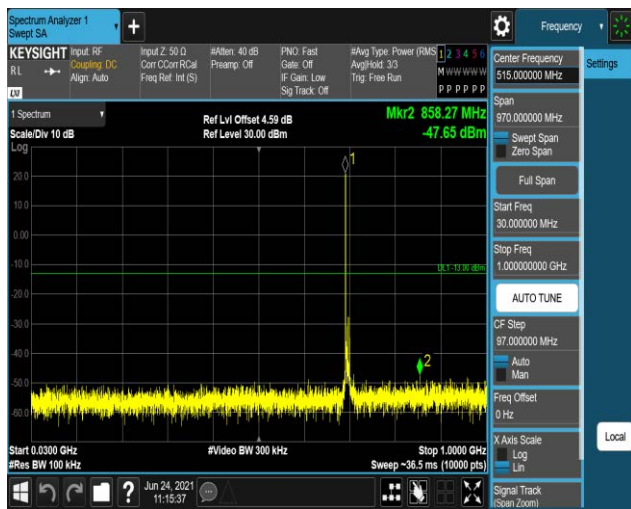 Spectrum Analyzer 1
Swept SA
Frequency
KEYSIGHT
Input: RF
Coupling: DC
Align: Auto
Input Z: 50 Ω
Corr CCorr RCal
Freq Ref: Int (S)
#Atten: 40 dB
Preamp: Off
PNO: Fast
Gate: Off
IF Gain: Low
Sig Track: Off
#Avg Type: Power (RMS
Avg|Hold: 3/3
Trig: Free Run
1 2 3 4 5 6
M W W W W W
P P P P P P
R L
LXI
1 Spectrum
Scale/Div 10 dB
Ref Lvl Offset 4.59 dB
Ref Level 30.00 dBm
Mkr2 858.27 MHz
-47.65 dBm
Log
20.0
10.0
0.00
-10.0
-20.0
-30.0
-40.0
-50.0
-60.0
1
2
DL1 -13.00 dBm
Start 0.0300 GHz
#Res BW 100 kHz
#Video BW 300 kHz
Stop 1.0000 GHz
Sweep ~36.5 ms (10000 pts)
Jun 24, 2021
11:15:37
Center Frequency
515.000000 MHz
Settings
Span
970.000000 MHz
Swept Span
Zero Span
Full Span
Start Freq
30.000000 MHz
Stop Freq
1.000000000 GHz
AUTO TUNE
CF Step
97.000000 MHz
Auto
Man
Freq Offset
0 Hz
X Axis Scale
Log
Lin
Local
Signal Track
(Span Zoom)